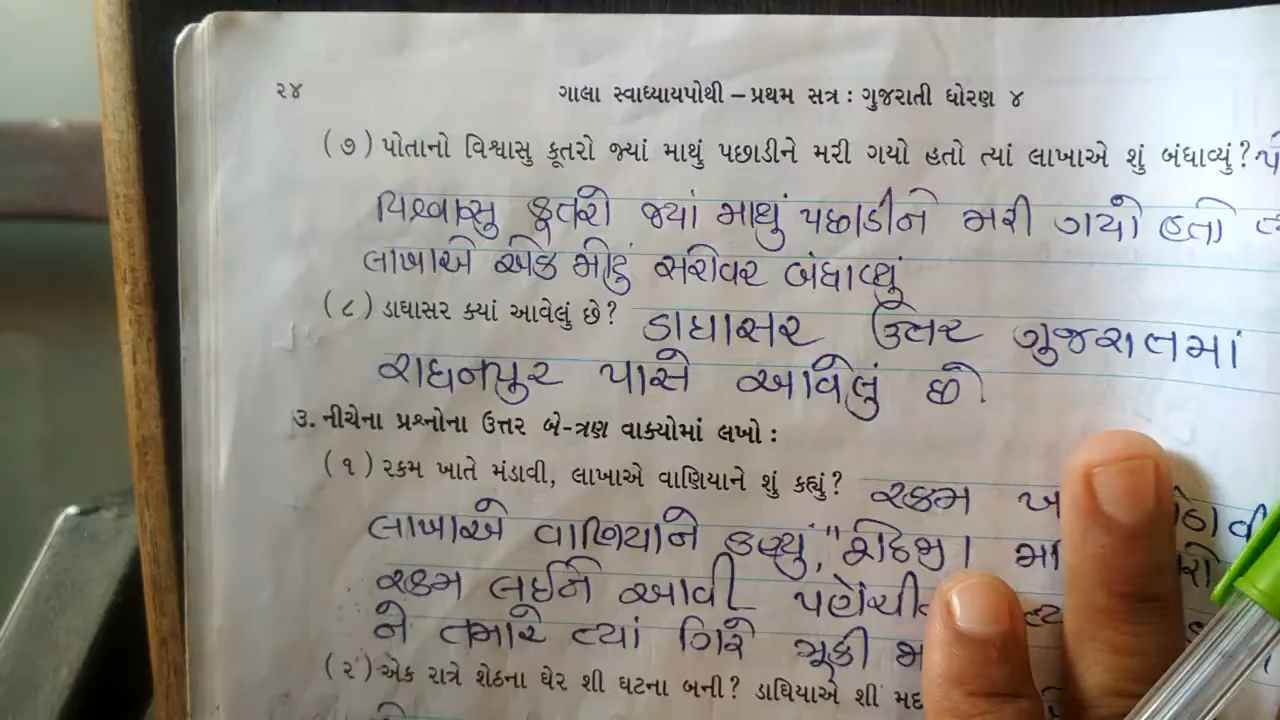 ૨૪ ગાલા સ્વાધ્યાયપોથી – પ્રથમ સત્ર : ગુજરાતી ધોરણ ૪
(૭) પોતાનો વિશ્વાસુ કૂતરો જ્યાં માથું પછાડીને મરી ગયો હતો ત્યાં લાખાએ શું બંધાવ્યું?
વિશ્વાસુ કૂતરો જ્યાં માથું પછાડીને મરી ગયો હતો
લાખાએ એક મોટું સરોવર બંધાવ્યું
(૮) ડાઘાસર ક્યાં આવેલું છે? ડાઘાસર ઉત્તર ગુજરાતમાં
રાધનપુર પાસે આવેલું છે.
૩. નીચેના પ્રશ્નોના ઉત્તર બે-ત્રણ વાક્યોમાં લખો :
(૧) રકમ ખાતે મંડાવી, લાખાએ વાણિયાને શું કહ્યું? રકમ
લાખાએ વાણિયાને કહ્યું, "શેઠજી !
રકમ લઈને આવી
ને તમારે ત્યાં ગિરે મૂકી
(૨) એક રાત્રે શેઠના ઘેર શી ઘટના બની? ડાઘિયાએ શી